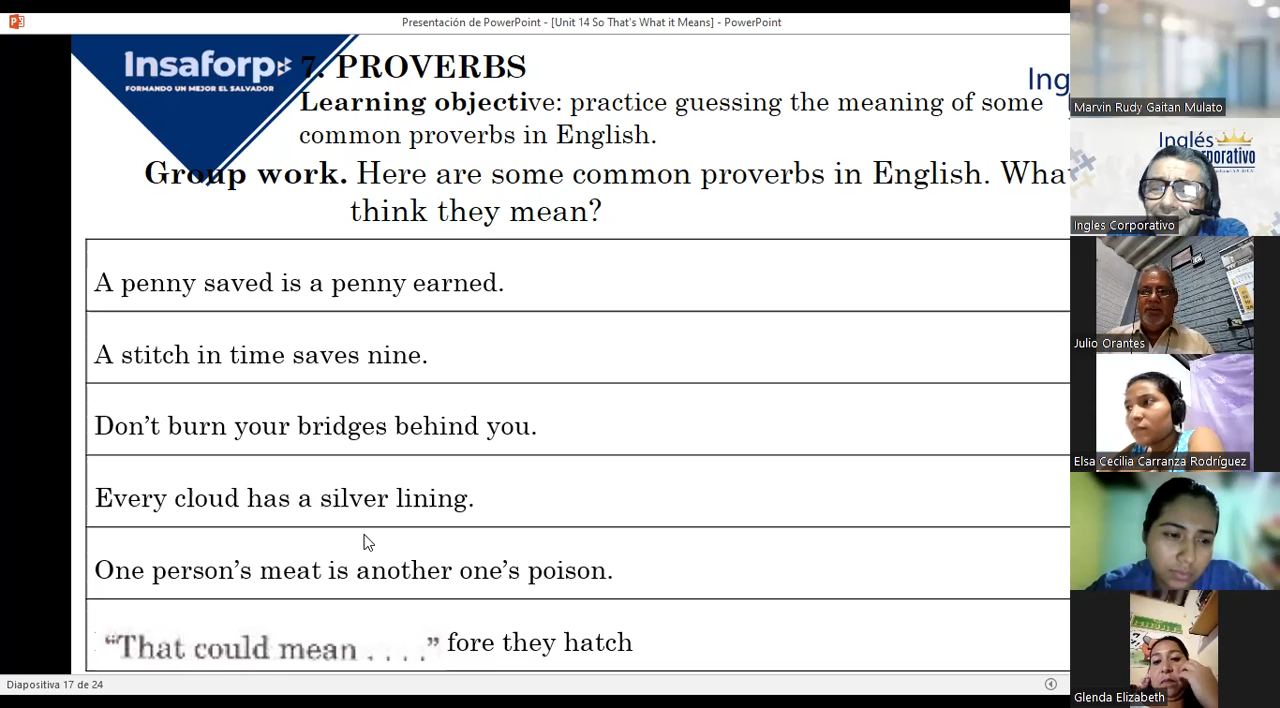 Presentación de PowerPoint - [Unit 14 So That's What it Means] - PowerPoint
Insaforp
FORMANDO UN MEJOR EL SALVADOR
7. PROVERBS
Ing
Learning objective: practice guessing the meaning of some
common proverbs in English.
Group work. Here are some common proverbs in English. Wha
think they mean?
A penny saved is a penny earned.
A stitch in time saves nine.
Don't burn your bridges behind you.
Every cloud has a silver lining.
One person's meat is another one's poison.
"That could mean . . . ." fore they hatch
Diapositiva 17 de 24
Marvin Rudy Gaitan Mulato
Inglés
Ingles Corporativo
Julio Orantes
Elsa Cecilia Carranza Rodríguez
Glenda Elizabeth